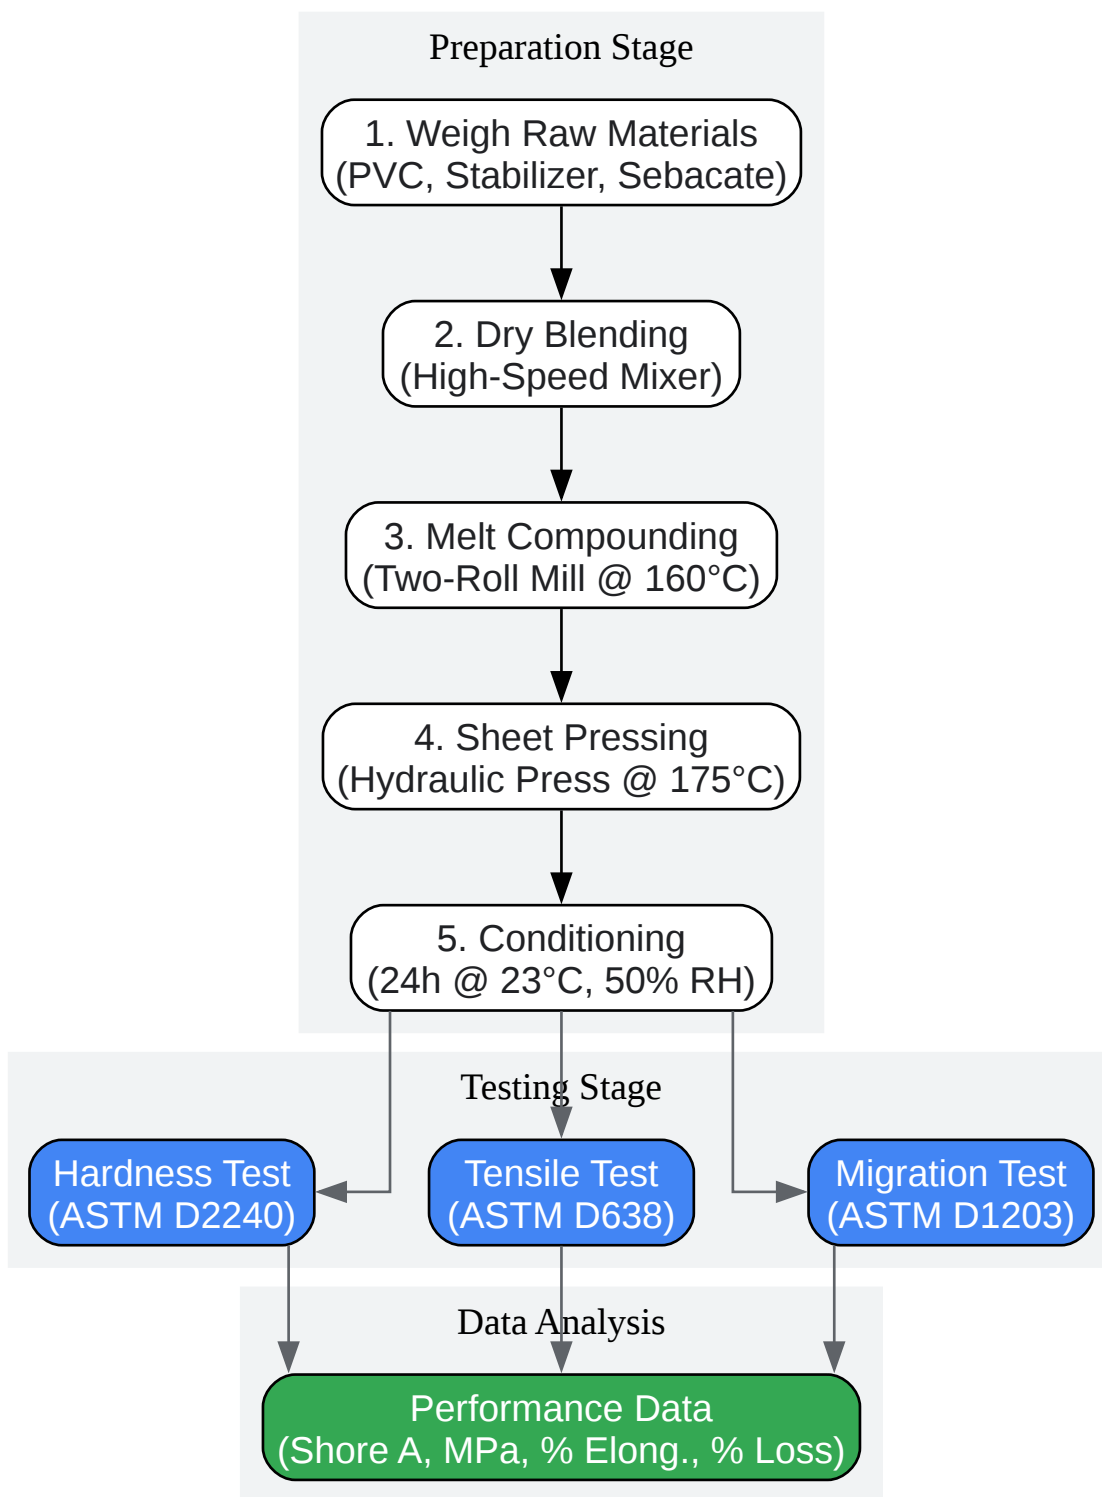 Preparation Stage
1. Weigh Raw Materials
(PVC, Stabilizer, Sebacate)
2. Dry Blending
(High-Speed Mixer)
3. Melt Compounding
(Two-Roll Mill @ 160°C)
4. Sheet Pressing
(Hydraulic Press @ 175°C)
5. Conditioning
(24h @ 23°C, 50% RH)
Testing Stage
Hardness Test
(ASTM D2240)
Tensile Test
(ASTM D638)
Migration Test
(ASTM D1203)
Data Analysis
Performance Data
(Shore A, MPa, % Elong., % Loss)